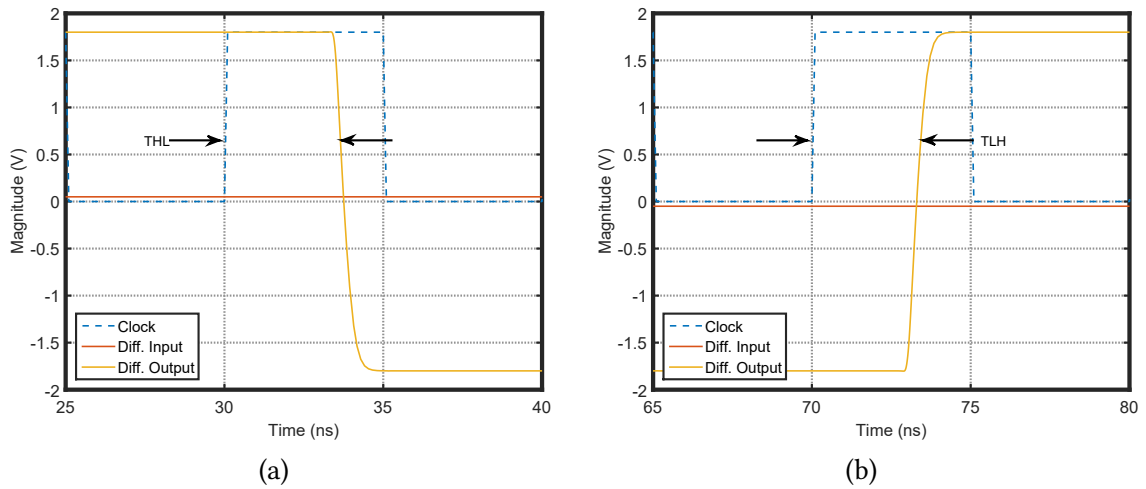 2
1.5
1
0.5
0
-0.5
-1
-1.5
-2
Magnitude (V)
THL
Clock
Diff. Input
Diff. Output
25
30
35
40
Time (ns)
(a)
2
1.5
1
0.5
0
-0.5
-1
-1.5
-2
Magnitude (V)
TLH
Clock
Diff. Input
Diff. Output
65
70
75
80
Time (ns)
(b)